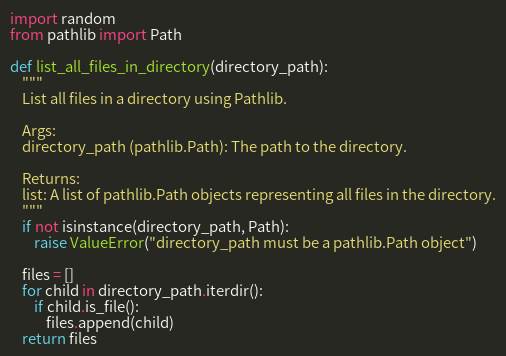 import random
from pathlib import Path

def list_all_files_in_directory(directory_path):
    """
    List all files in a directory using Pathlib.

    Args:
    directory_path (pathlib.Path): The path to the directory.

    Returns:
    list: A list of pathlib.Path objects representing all files in the directory.
    """
    if not isinstance(directory_path, Path):
        raise ValueError("directory_path must be a pathlib.Path object")

    files = []
    for child in directory_path.iterdir():
        if child.is_file():
            files.append(child)
    return files